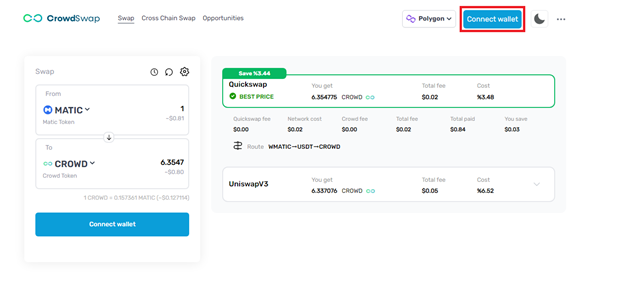 CrowdSwap Swap Cross Chain Swap Opportunities Polygon Connect wallet ...
Swap
From
MATIC 1
Matic Token ~$0.81
To
CROWD 6.3547
Crowd Token ~$0.80
1 CROWD = 0.157361 MATIC (~$0.127114)
Connect wallet
Save %3.44
Quickswap You get Total fee Cost
BEST PRICE 6.354775 CROWD $0.02 %3.48
Quickswap fee Network cost Crowd fee Total fee Total paid You save
$0.00 $0.02 $0.00 $0.02 $0.84 $0.03
Route WMATIC→USDT→CROWD
UniswapV3 You get Total fee Cost
6.337076 CROWD $0.05 %6.52